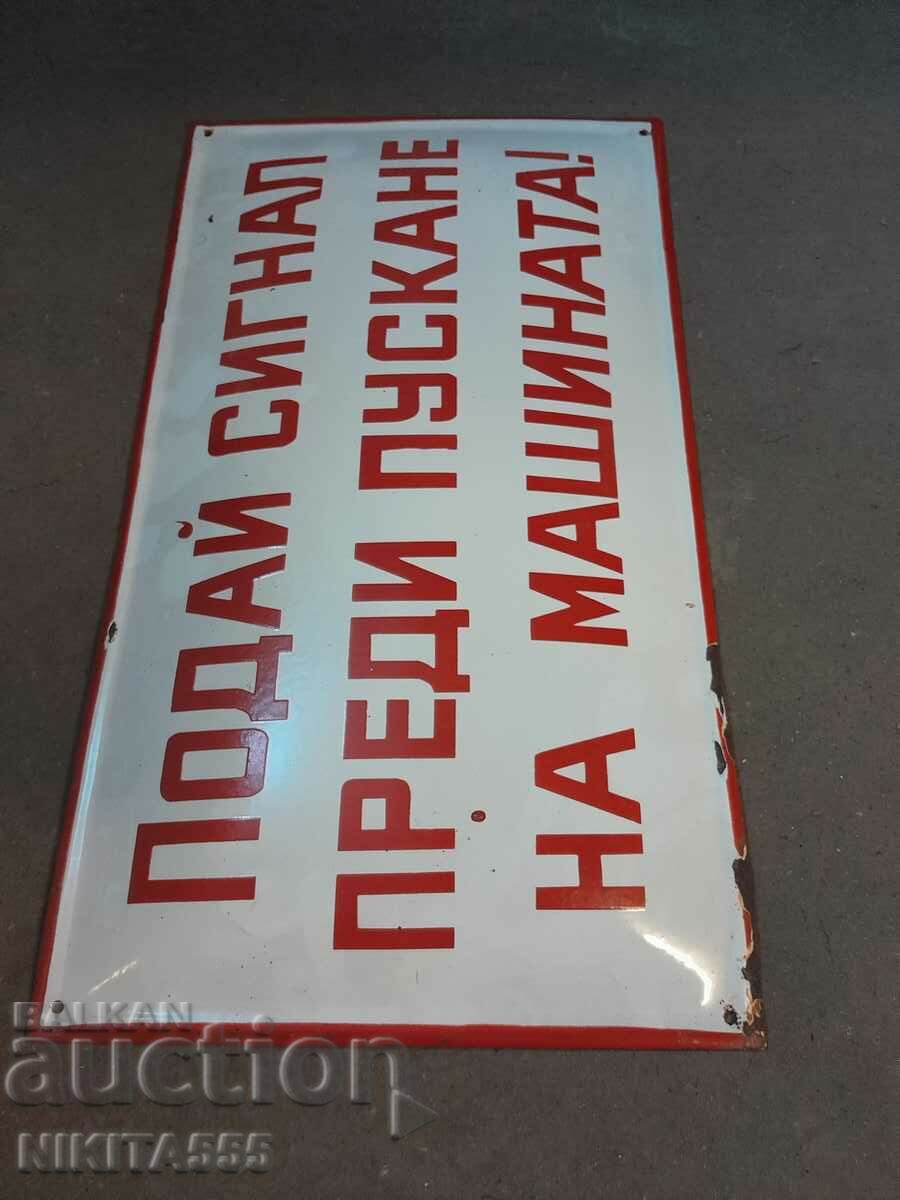 ПОДАЙ СИГНАЛ
ПРЕДИ ПУСКАНЕ
НА МАШИНАТА!
BALKAN
auction
NIKITA555